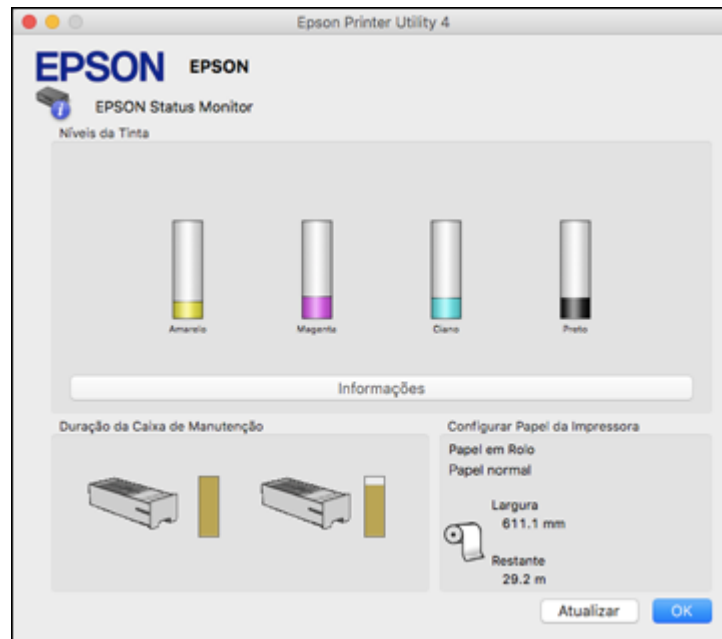 Epson Printer Utility 4
EPSON EPSON
EPSON Status Monitor
Níveis da Tinta
Amarelo Magenta Ciano Preto
Informações
Duração da Caixa de Manutenção
Configurar Papel da Impressora
Papel em Rolo
Papel normal
Largura
611.1 mm
Restante
29.2 m
Atualizar OK